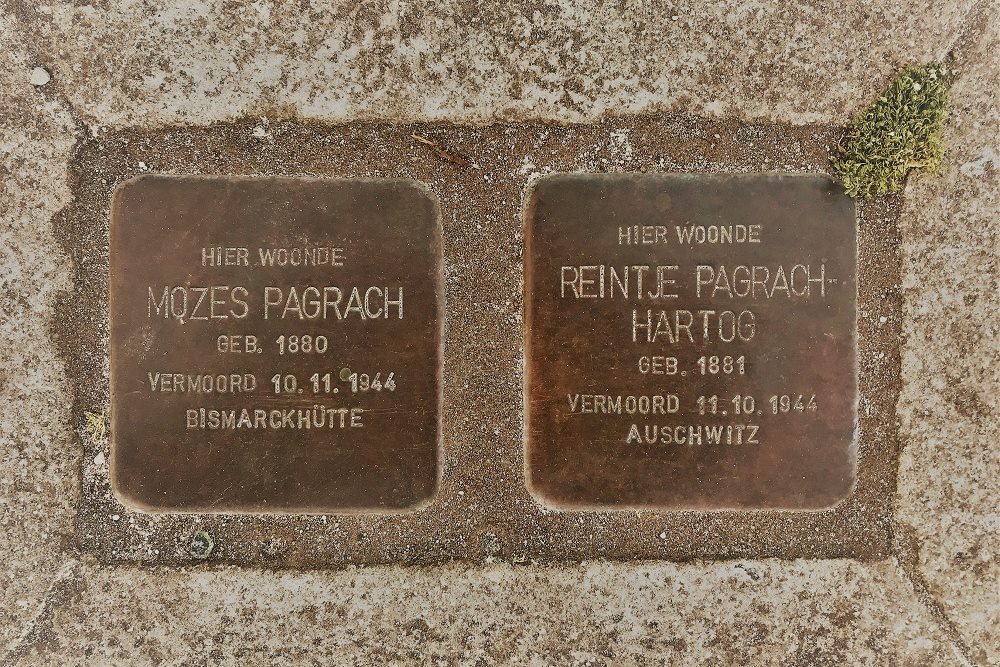 HIER WOONDE
MOZES PAGRACH
GEB. 1880
VERMOORD 10.11.1944
BISMARCKHÜTTE
HIER WOONDE
REINTJE PAGRACH-
HARTOG
GEB. 1881
VERMOORD 11.10.1944
AUSCHWITZ